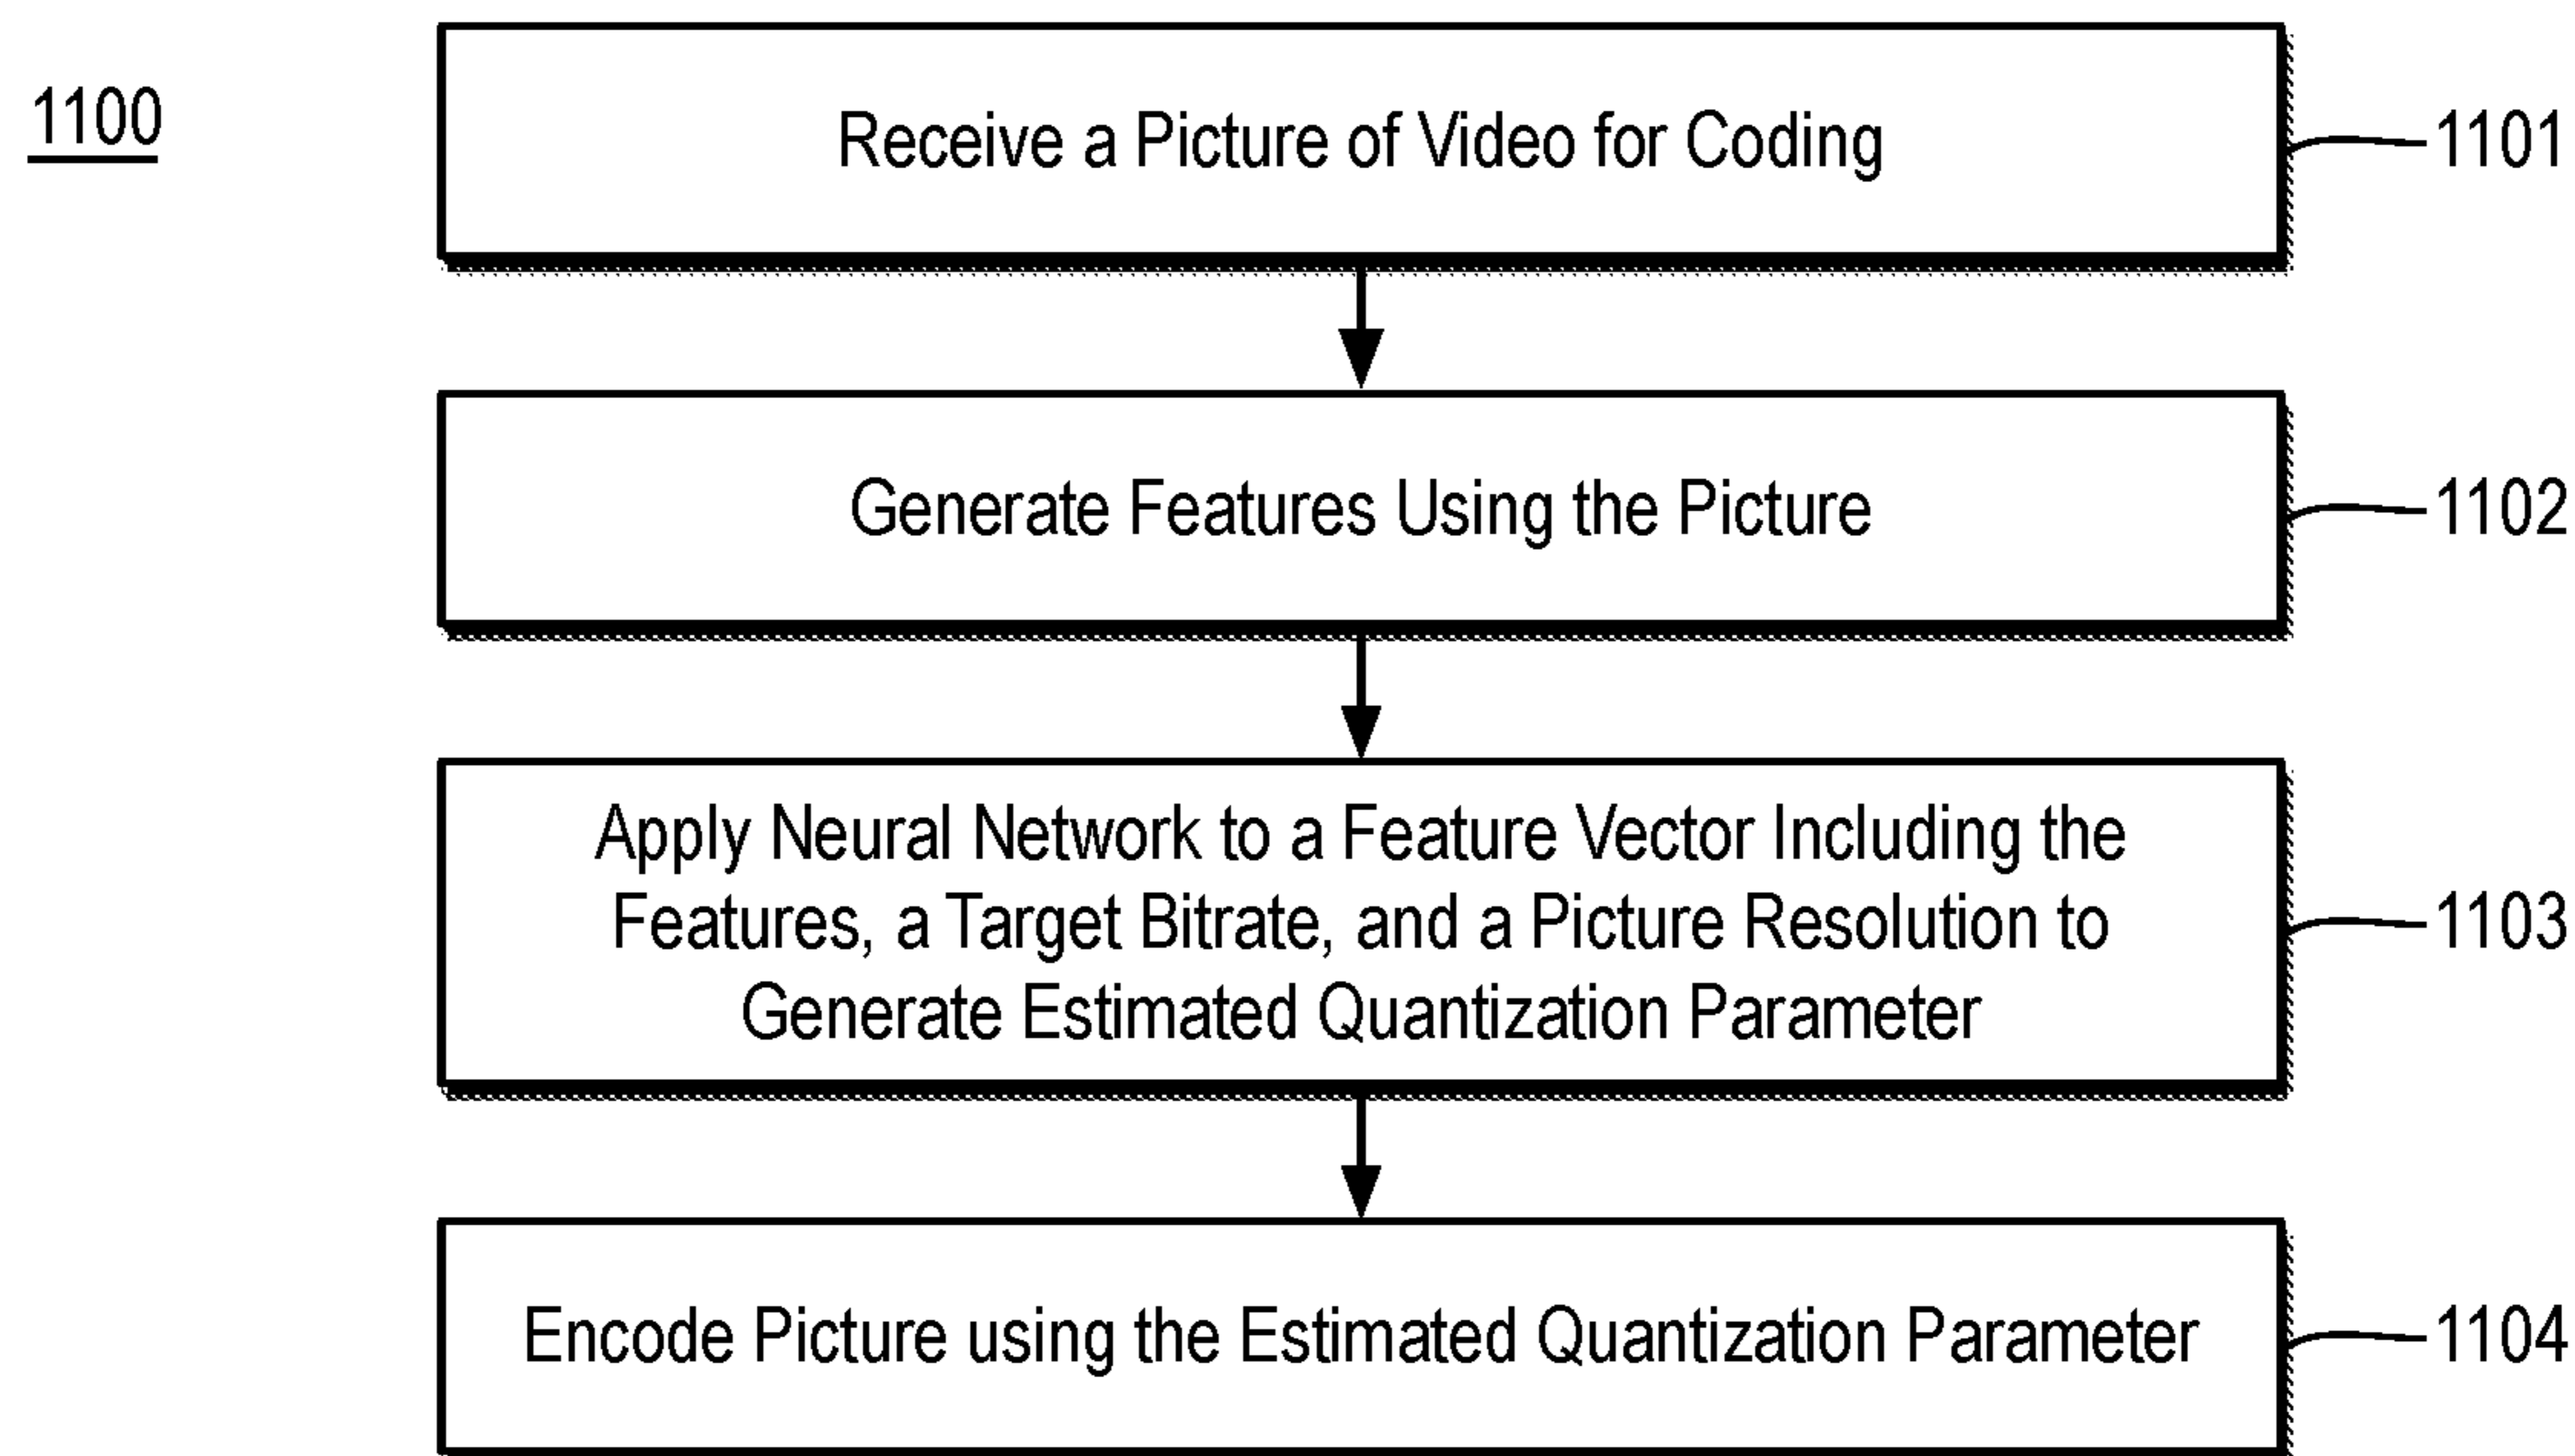 1100
Receive a Picture of Video for Coding
1101
Generate Features Using the Picture
1102
Apply Neural Network to a Feature Vector Including the
Features, a Target Bitrate, and a Picture Resolution to
Generate Estimated Quantization Parameter
1103
Encode Picture using the Estimated Quantization Parameter
1104